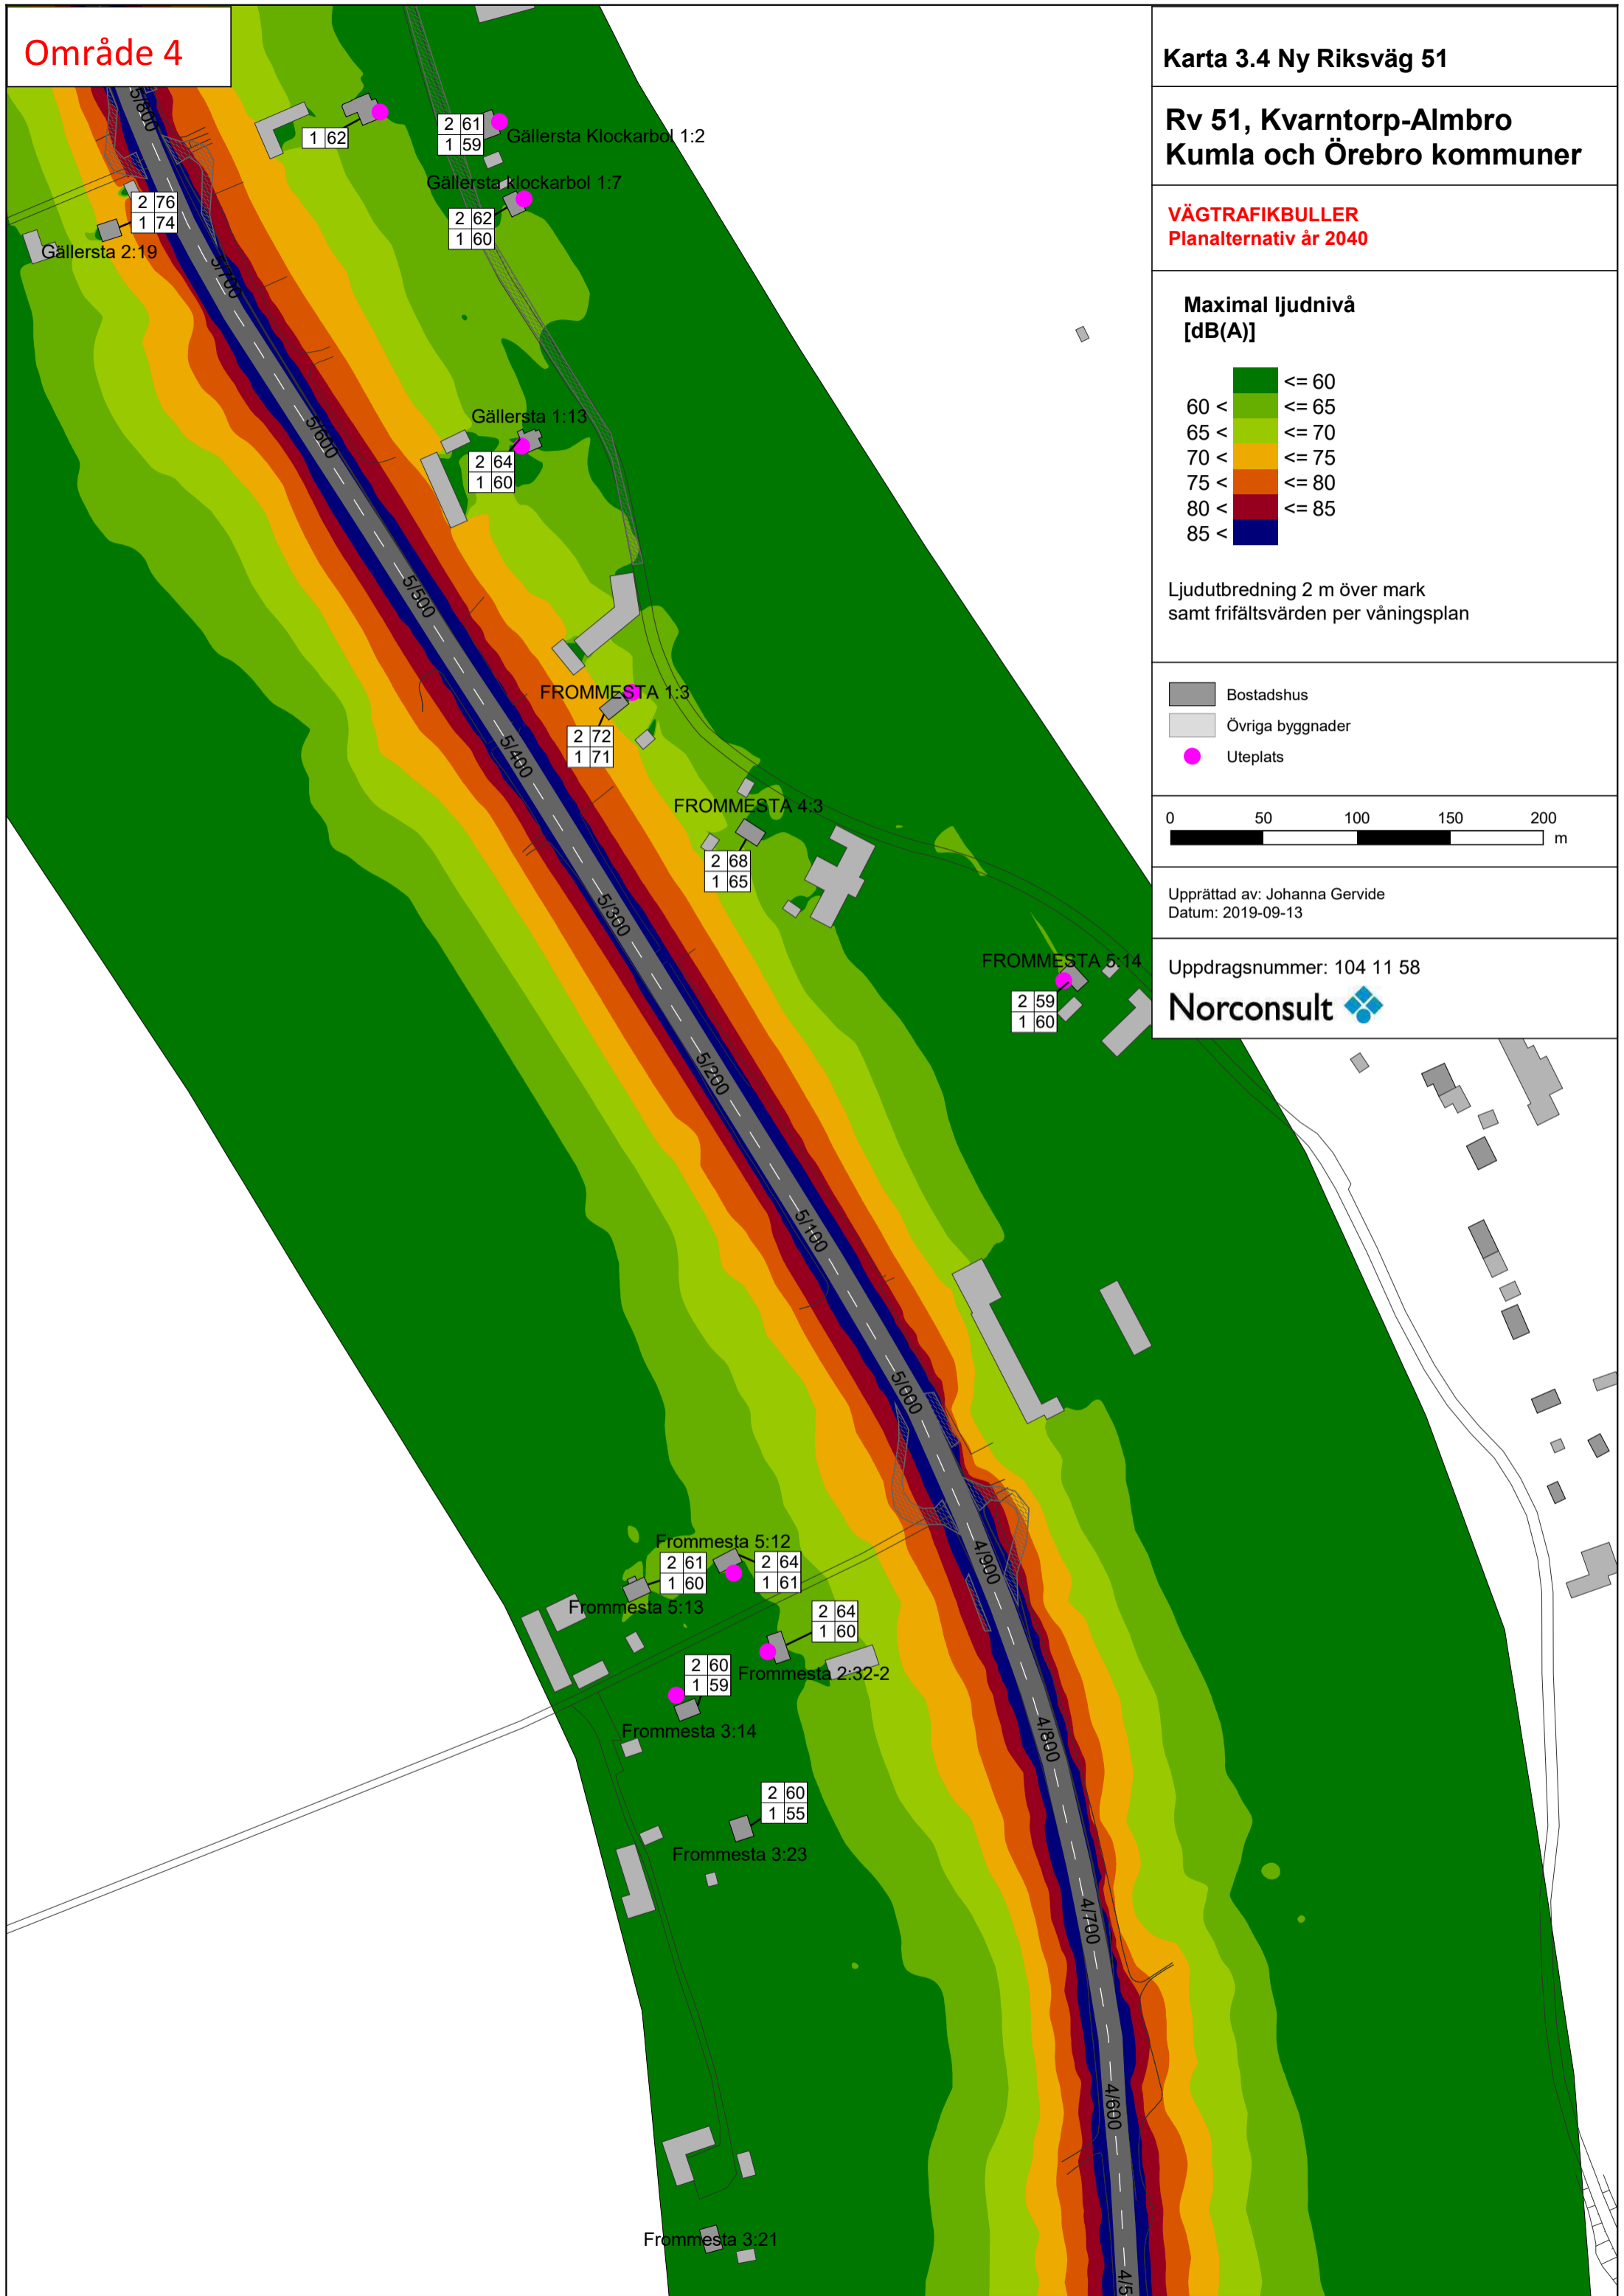 Område 4
Karta 3.4 Ny Riksväg 51
Rv 51, Kvarntorp-Almbro
Kumla och Örebro kommuner
VÄGTRAFIKBULLER
Planalternativ år 2040
Maximal ljudnivå
[dB(A)]
<= 60
60 < <= 65
65 < <= 70
70 < <= 75
75 < <= 80
80 < <= 85
85 <
Ljudutbredning 2 m över mark
samt frifältsvärden per våningsplan
Bostadshus
Övriga byggnader
Uteplats
0 50 100 150 200
m
Upprättad av: Johanna Gervide
Datum: 2019-09-13
Uppdragsnummer: 104 11 58
Norconsult
5/800
1 62
2 61
1 59
Gällersta Klockarbol 1:2
Gällersta klockarbol 1:7
2 62
1 60
2 76
1 74
Gällersta 2:19
5/700
Gällersta 1:13
2 64
1 60
5/600
5/500
FROMMESTA 1:3
2 72
1 71
5/400
FROMMESTA 4:3
2 68
1 65
5/300
FROMMESTA 5:14
2 59
1 60
5/200
5/100
5/000
4/900
Frommesta 5:12
2 61
1 60
2 64
1 61
Frommesta 5:13
2 64
1 60
Frommesta 2:32-2
2 60
1 59
Frommesta 3:14
4/800
2 60
1 55
Frommesta 3:23
4/700
4/600
Frommesta 3:21
4/5